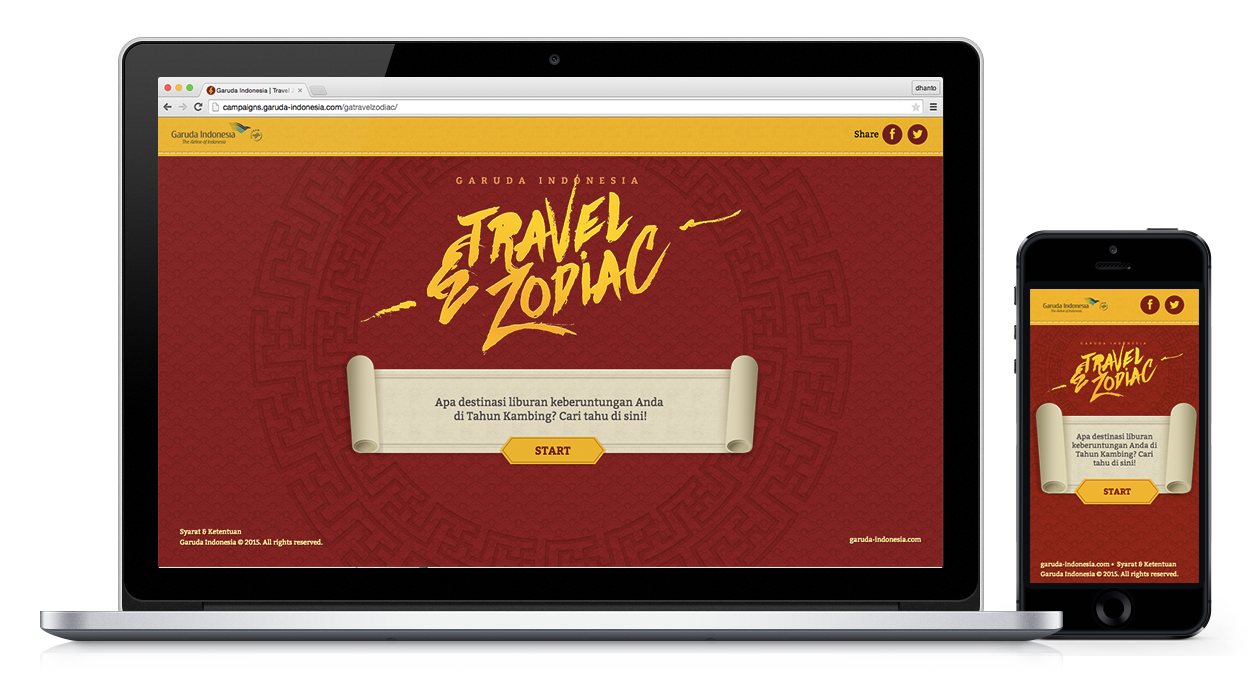 Garuda Indonesia | Travel Z
dhanto
campaigns.garuda-indonesia.com/gatravelzodiac/
Garuda Indonesia
The Airline of Indonesia
Share
GARUDA INDONESIA
TRAVEL
& ZODIAC
Apa destinasi liburan keberuntungan Anda
di Tahun Kambing? Cari tahu di sini!
START
Syarat & Ketentuan
Garuda Indonesia © 2015. All rights reserved.
garuda-indonesia.com
Garuda Indonesia
The Airline of Indonesia
GARUDA INDONESIA
TRAVEL
& ZODIAC
Apa destinasi liburan
keberuntungan Anda di
Tahun Kambing? Cari
tahu di sini!
START
garuda-indonesia.com • Syarat & Ketentuan
Garuda Indonesia © 2015. All rights reserved.